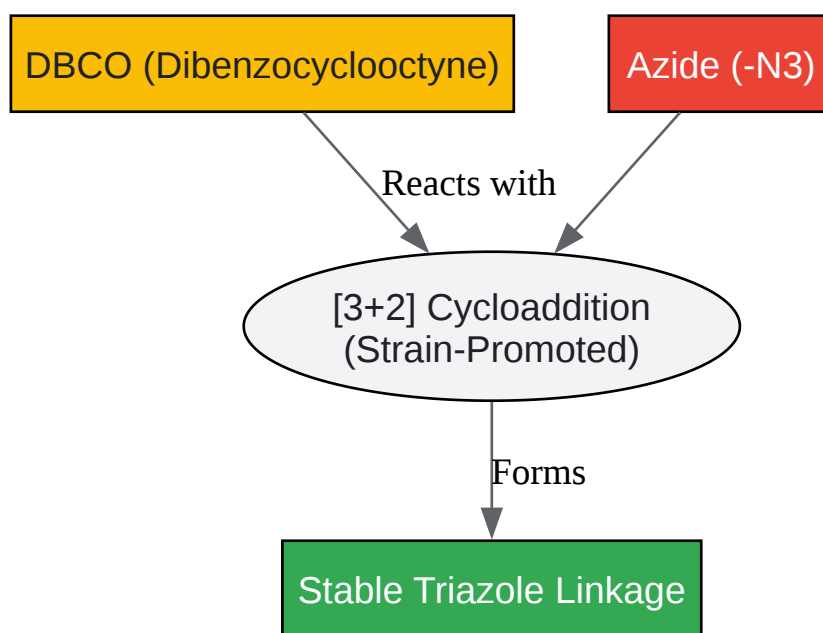 DBCO (Dibenzocyclooctyne)
Azide (-N3)
Reacts with
[3+2] Cycloaddition
(Strain-Promoted)
Forms
Stable Triazole Linkage